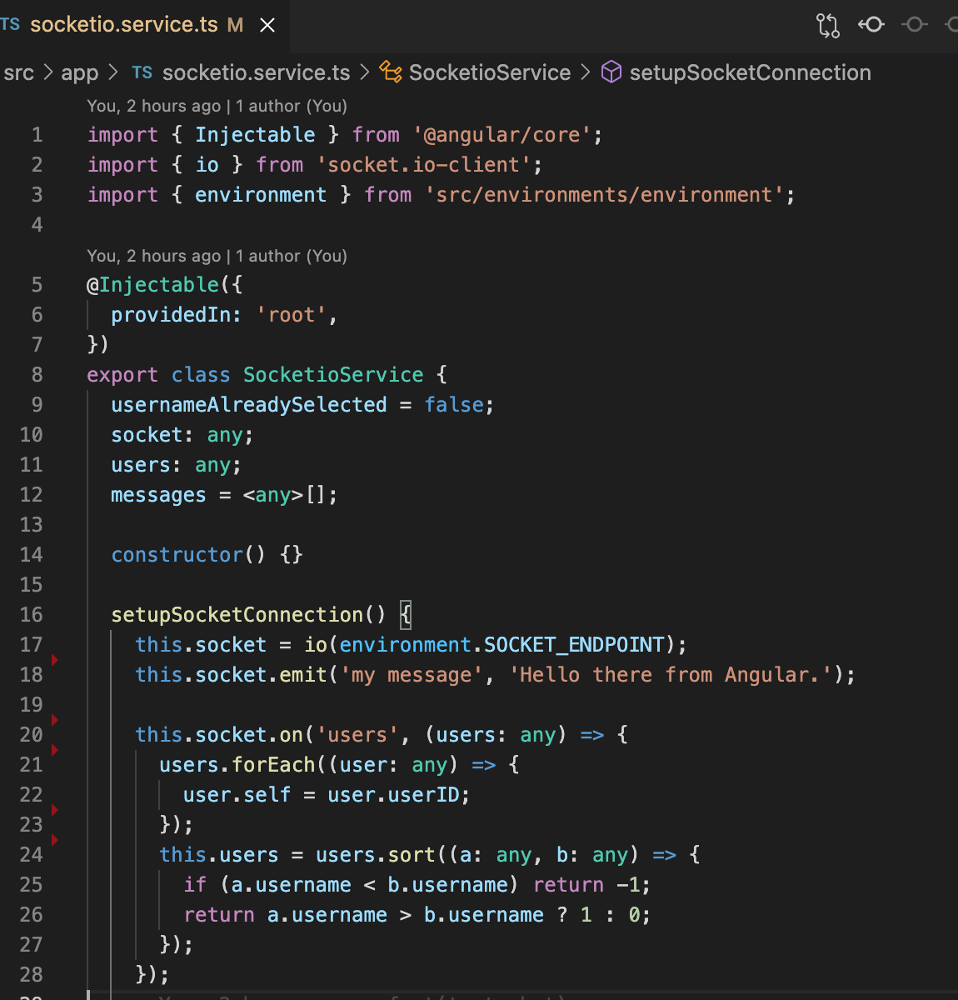 TS socketio.service.ts M
src > app > TS socketio.service.ts > SocketioService > setupSocketConnection
You, 2 hours ago | 1 author (You)
1 import { Injectable } from '@angular/core';
2 import { io } from 'socket.io-client';
3 import { environment } from 'src/environments/environment';
4
You, 2 hours ago | 1 author (You)
5 @Injectable({
6 providedIn: 'root',
7 })
8 export class SocketioService {
9 usernameAlreadySelected = false;
10 socket: any;
11 users: any;
12 messages = <any>[];
13
14 constructor() {}
15
16 setupSocketConnection() {
17 this.socket = io(environment.SOCKET_ENDPOINT);
18 this.socket.emit('my message', 'Hello there from Angular.');
19
20 this.socket.on('users', (users: any) => {
21 users.forEach((user: any) => {
22 user.self = user.userID;
23 });
24 this.users = users.sort((a: any, b: any) => {
25 if (a.username < b.username) return -1;
26 return a.username > b.username ? 1 : 0;
27 });
28 });